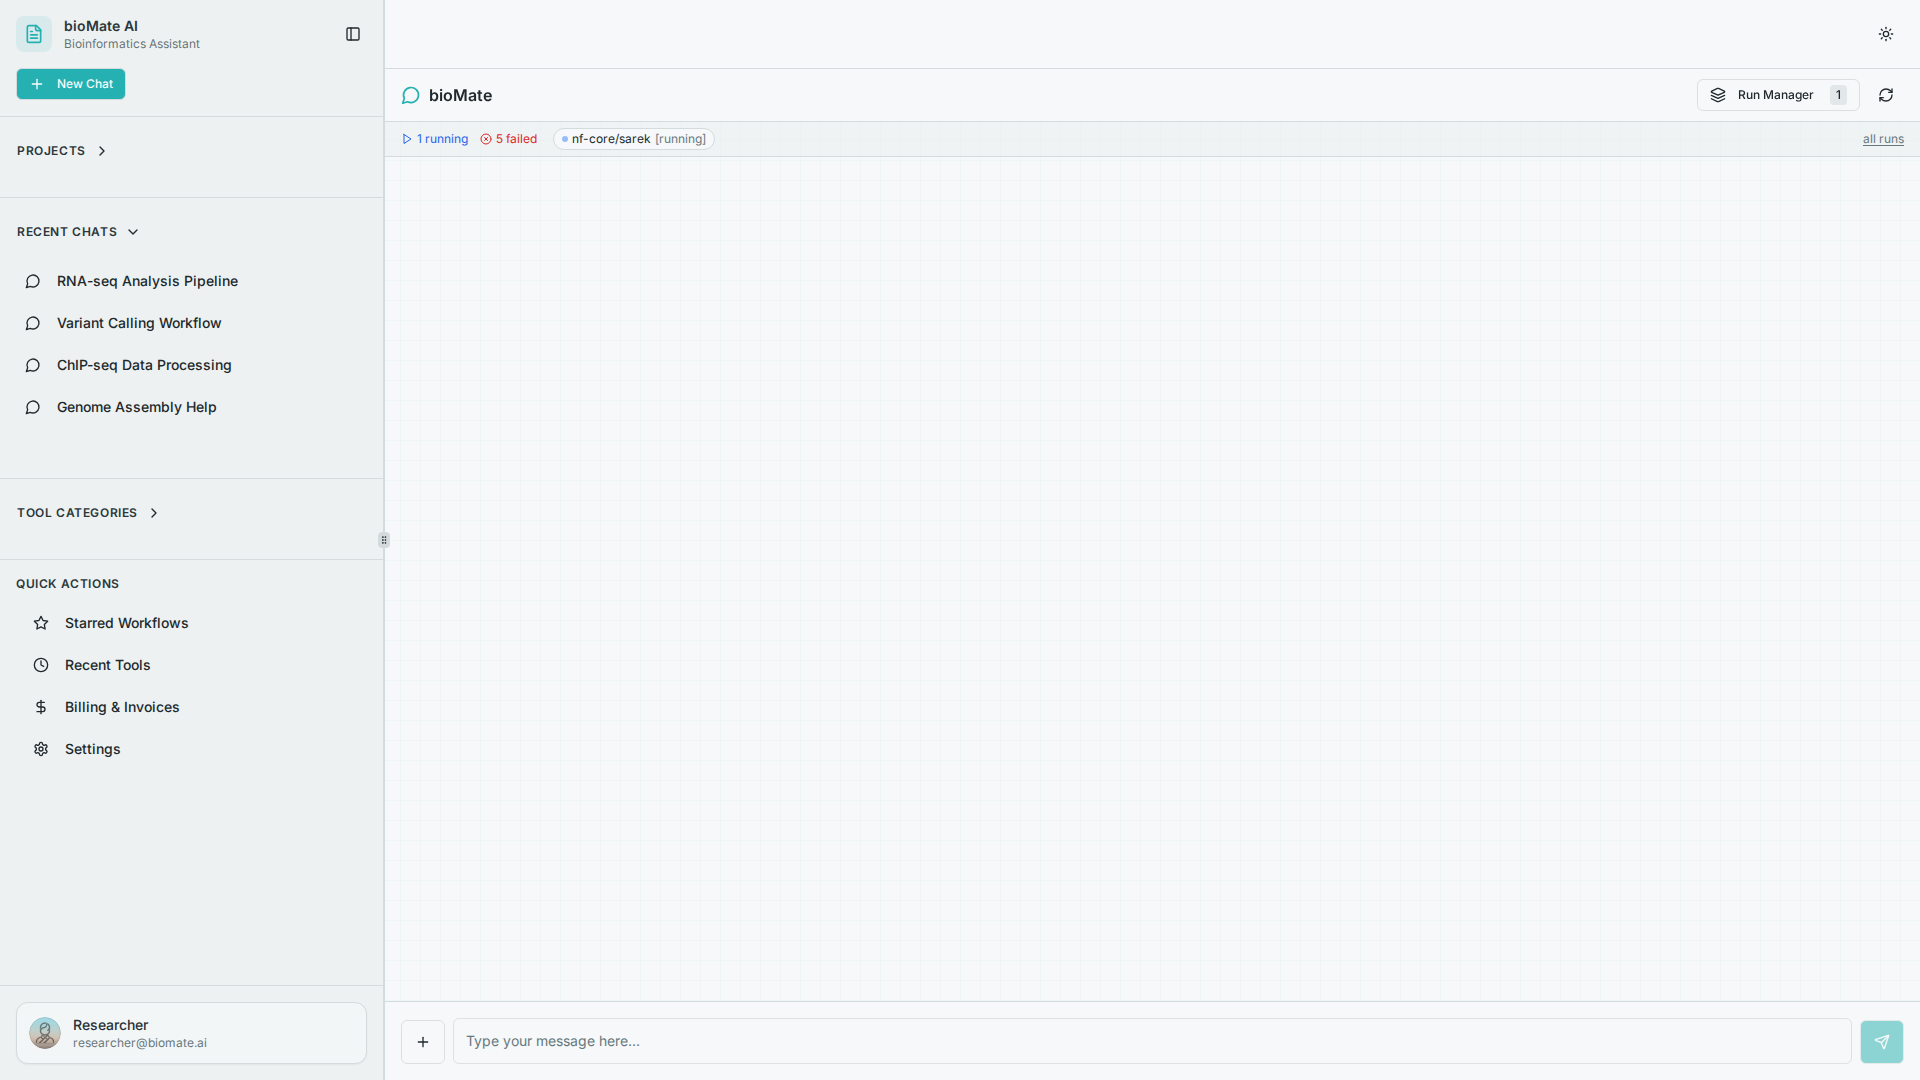 bioMate AI
Bioinformatics Assistant
New Chat
PROJECTS
RECENT CHATS
RNA-seq Analysis Pipeline
Variant Calling Workflow
ChIP-seq Data Processing
Genome Assembly Help
TOOL CATEGORIES
QUICK ACTIONS
Starred Workflows
Recent Tools
Billing & Invoices
Settings
Researcher
researcher@biomate.ai
bioMate
Run Manager 1
1 running 5 failed nf-core/sarek [running] all runs
Type your message here...